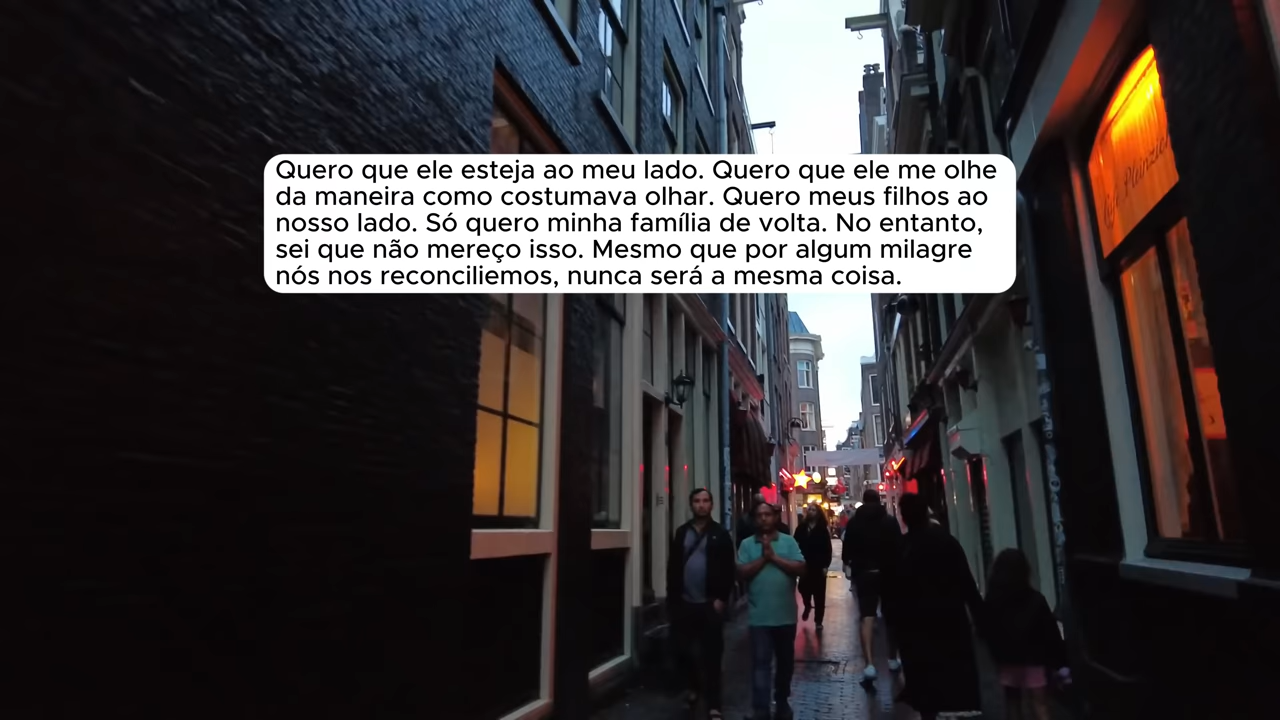 Quero que ele esteja ao meu lado. Quero que ele me olhe
da maneira como costumava olhar. Quero meus filhos ao
nosso lado. Só quero minha família de volta. No entanto,
sei que não mereço isso. Mesmo que por algum milagre
nós nos reconciliemos, nunca será a mesma coisa.